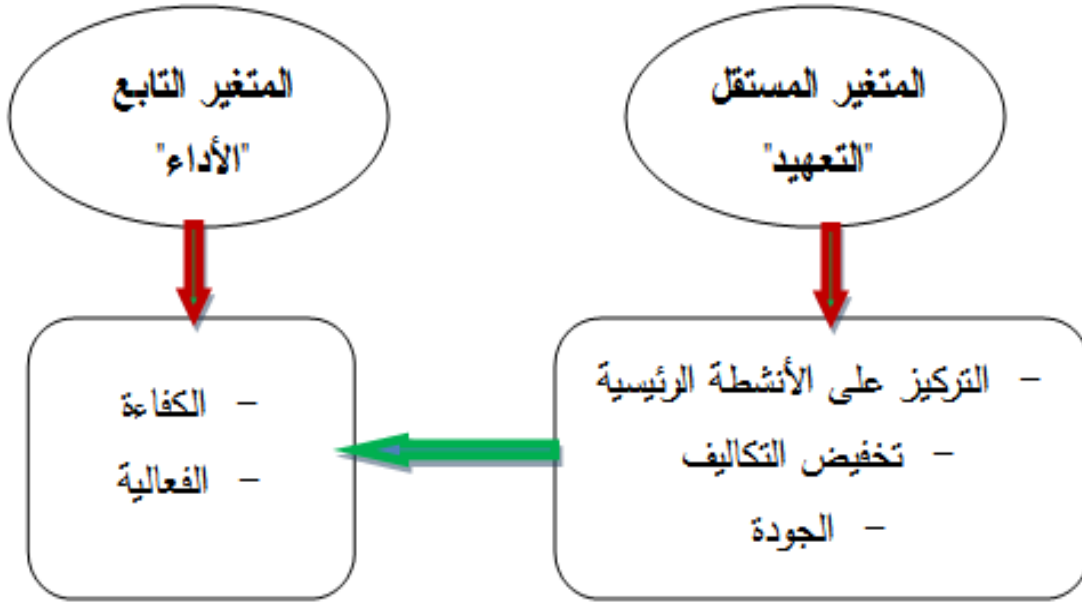 المتغير المستقل
"التعهيد"
المتغير التابع
"الأداء"
- التركيز على الأنشطة الرئيسية
- تخفيض التكاليف
- الجودة
- الكفاءة
- الفعالية